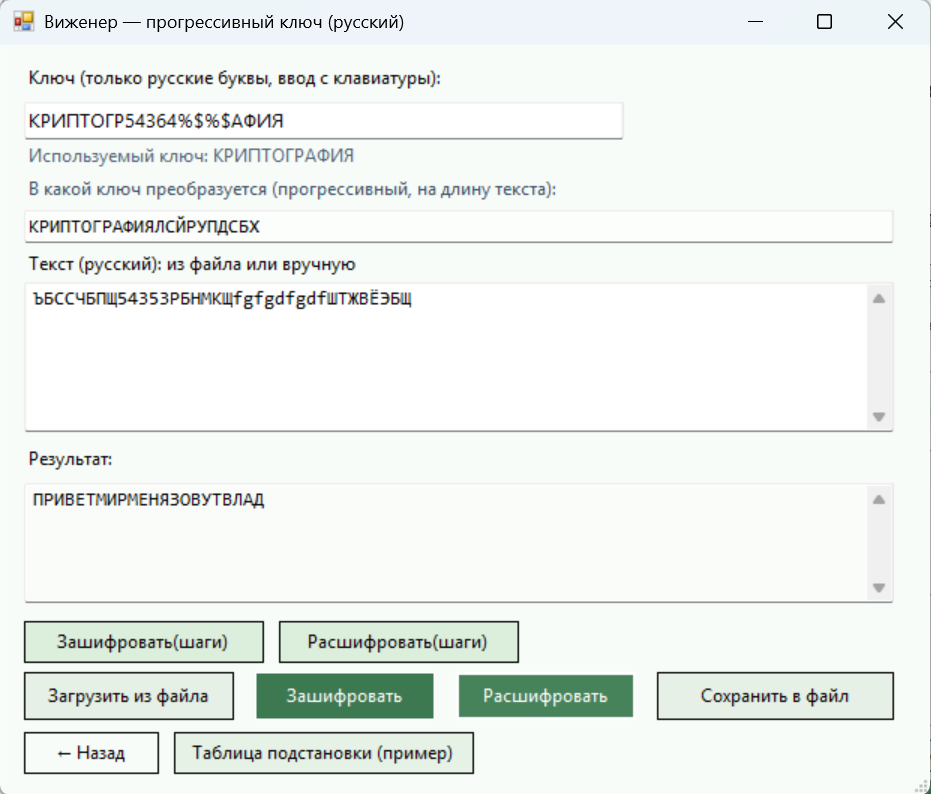 Виженер — прогрессивный ключ (русский)
Ключ (только русские буквы, ввод с клавиатуры):
КРИПТОГР54364%$%$АФИЯ
Используемый ключ: КРИПТОГРАФИЯ
В какой ключ преобразуется (прогрессивный, на длину текста):
КРИПТОГРАФИЯЛСЙРУПДСБХ
Текст (русский): из файла или вручную
ЪБССЧБПЩ54353РБНМКЩfgfgdfgdfШТЖВЁЭБЩ
Результат:
ПРИВЕТМИРМЕНЯЗОВУТВЛАД
Зашифровать(шаги) Расшифровать(шаги)
Загрузить из файла Зашифровать Расшифровать Сохранить в файл
← Назад Таблица подстановки (пример)